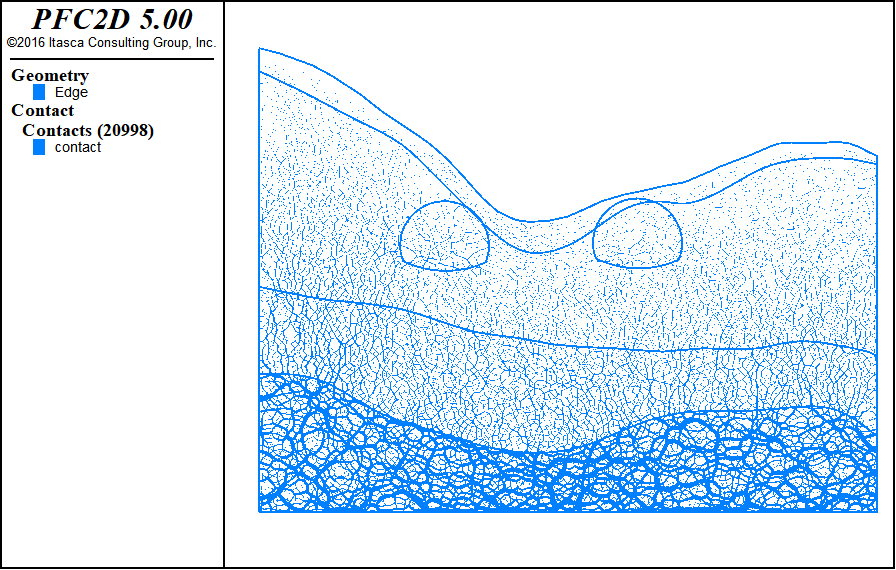 PFC2D 5.00
©2016 Itasca Consulting Group, Inc.
Geometry
Edge
Contact
Contacts (20998)
contact